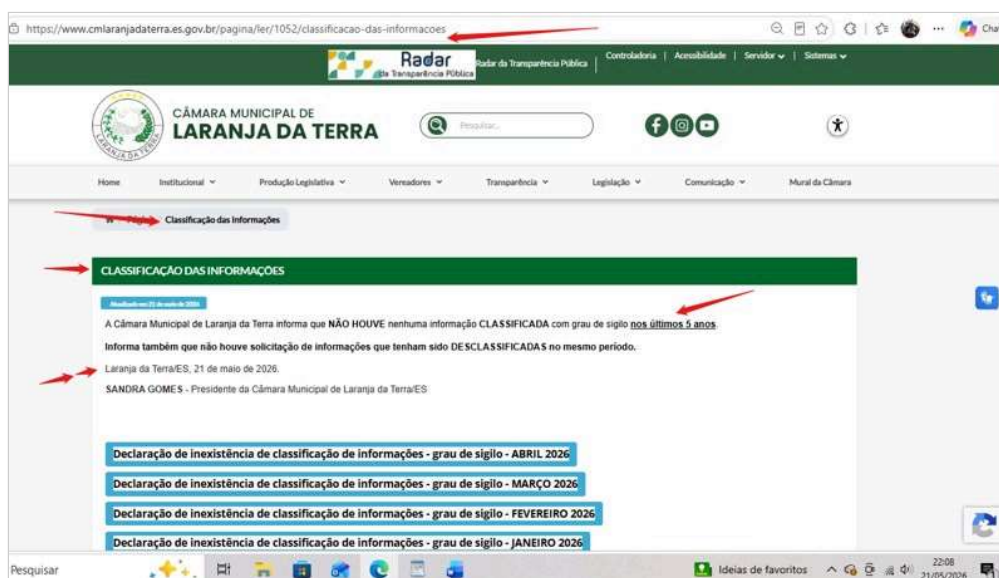 https://www.cmlaranjadaterra.es.gov.br/pagina/ler/1052/classificacao-das-informacoes
Chat
Radar
da Transparência Pública
Radar da Transparência Pública | Controladoria | Acessibilidade | Servidor | Sistemas
CÂMARA MUNICIPAL DE
LARANJA DA TERRA
Pesquisar...
Home Institucional Produção Legislativa Vereadores Transparência Legislação Comunicação Mural da Câmara
Classificação das Informações
CLASSIFICAÇÃO DAS INFORMAÇÕES
Atualizado em 21 de maio de 2026
A Câmara Municipal de Laranja da Terra informa que NÃO HOUVE nenhuma informação CLASSIFICADA com grau de sigilo nos últimos 5 anos.
Informa também que não houve solicitação de informações que tenham sido DESCLASSIFICADAS no mesmo período.
Laranja da Terra/ES, 21 de maio de 2026.
SANDRA GOMES - Presidente da Câmara Municipal de Laranja da Terra/ES
Declaração de inexistência de classificação de informações - grau de sigilo - ABRIL 2026
Declaração de inexistência de classificação de informações - grau de sigilo - MARÇO 2026
Declaração de inexistência de classificação de informações - grau de sigilo - FEVEREIRO 2026
Declaração de inexistência de classificação de informações - grau de sigilo - JANEIRO 2026
Pesquisar
Ideias de favoritos
22:08
21/05/2026